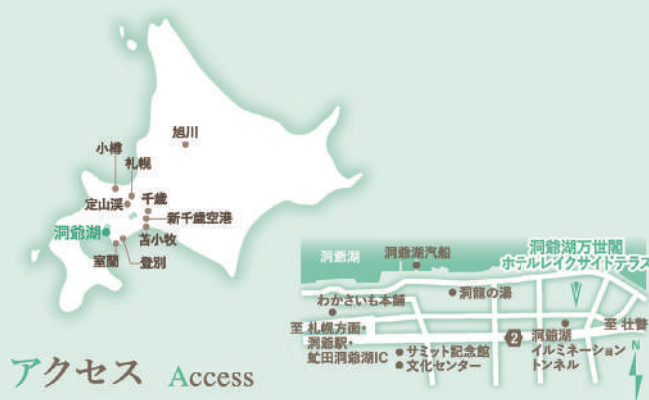 旭川
小樽
札幌
定山渓
千歳
新千歳空港
洞爺湖
苫小牧
室蘭
登別
洞爺湖
洞爺湖汽船
洞爺湖万世閣
ホテルレイクサイドテラス
わかさいも本舗
洞龍の湯
至 札幌方面・
洞爺駅・
虻田洞爺湖IC
サミット記念館
文化センター
2
洞爺湖
イルミネーション
トンネル
至 壮瞥
N
アクセス Access